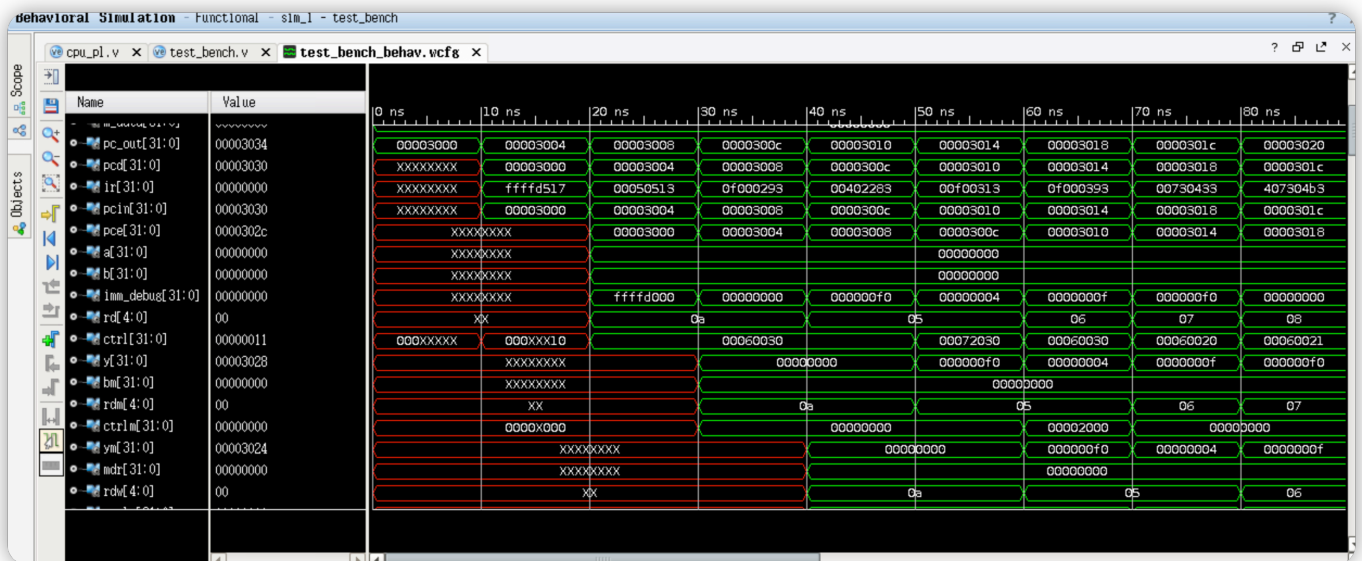 Behavioral Simulation - Functional - sim_1 - test_bench ?
cpu_pl.v × test_bench.v × test_bench_behav.wcfg × ?
Scope
Objects
Name Value 0 ns 10 ns 20 ns 30 ns 40 ns 50 ns 60 ns 70 ns 80 ns
pc_out[31:0] 00003034 00003000 00003004 00003008 0000300c 00003010 00003014 00003018 0000301c 00003020
pcd[31:0] 00003030 XXXXXXXX 00003000 00003004 00003008 0000300c 00003010 00003014 00003018 0000301c
ir[31:0] 00000000 XXXXXXXX ffffd517 00050513 0f000293 00402283 00f00313 0f000393 00730433 407304b3
pcin[31:0] 00003030 XXXXXXXX 00003000 00003004 00003008 0000300c 00003010 00003014 00003018 0000301c
pce[31:0] 0000302c XXXXXXXX 00003000 00003004 00003008 0000300c 00003010 00003014 00003018
a[31:0] 00000000 XXXXXXXX 00000000
b[31:0] 00000000 XXXXXXXX 00000000
imm_debug[31:0] 00000000 XXXXXXXX ffffd000 00000000 000000f0 00000004 0000000f 000000f0 00000000
rd[4:0] 00 XX 0a 05 06 07 08
ctrl[31:0] 00000011 000XXXXX 000XXX10 00060030 00072030 00060030 00060020 00060021
y[31:0] 00003028 XXXXXXXX 00000000 000000f0 00000004 0000000f 000000f0
bm[31:0] 00000000 XXXXXXXX 00000000
rdm[4:0] 00 XX 0a 05 06 07
ctrlm[31:0] 00000000 0000X000 00000000 00002000 00000000
ym[31:0] 00003024 XXXXXXXX 00000000 000000f0 00000004 0000000f
mdr[31:0] 00000000 XXXXXXXX 00000000
rdw[4:0] 00 XX 0a 05 06